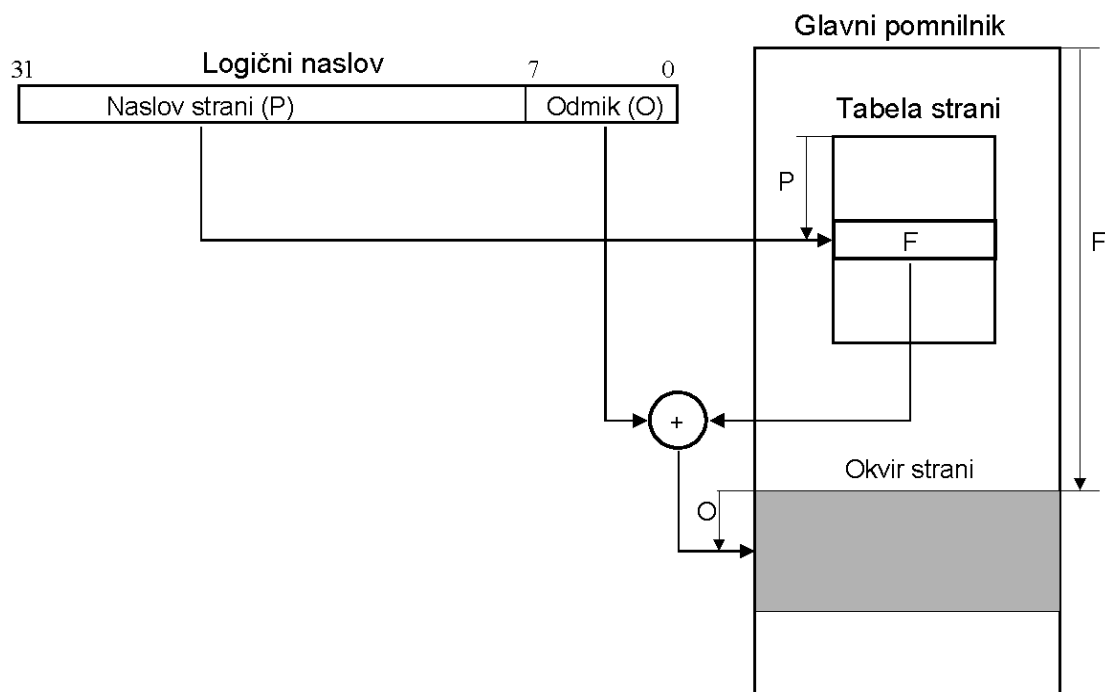 Glavni pomnilnik
Logični naslov
31
7
0
Naslov strani (P)
Odmik (O)
Tabela strani
P
F
F
+
Okvir strani
O